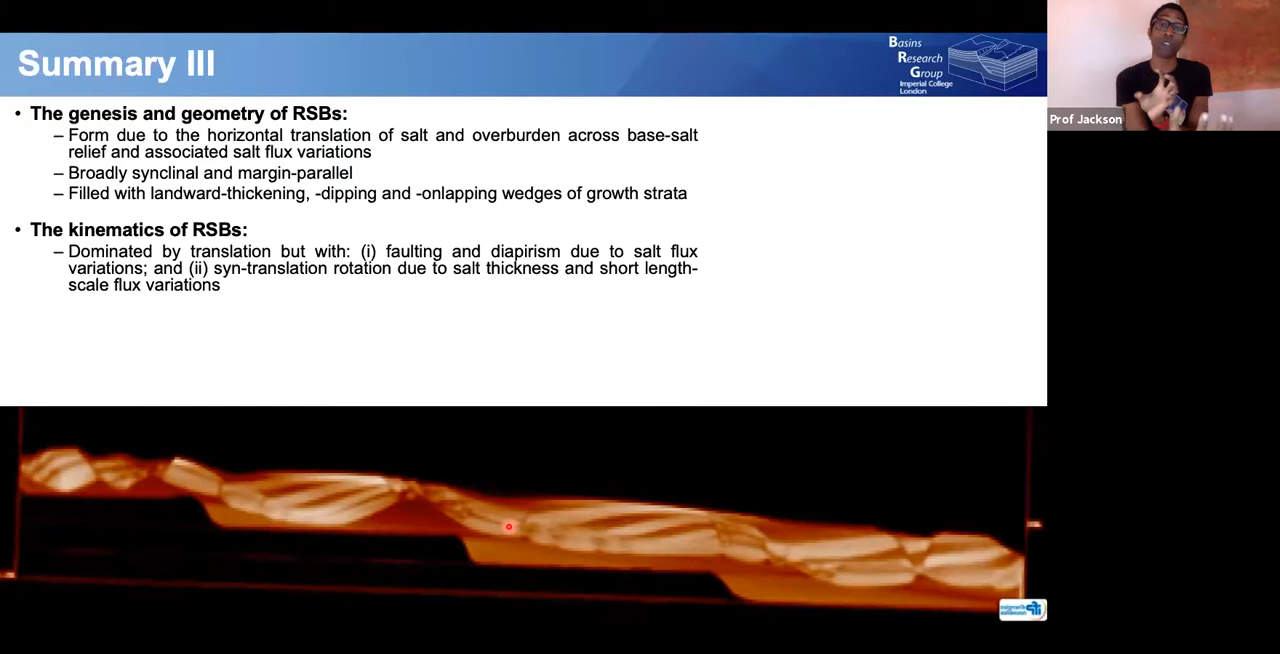 Summary III
Basins
Research
Group
Imperial College
London
Prof Jackson
• The genesis and geometry of RSBs:
– Form due to the horizontal translation of salt and overburden across base-salt
relief and associated salt flux variations
– Broadly synclinal and margin-parallel
– Filled with landward-thickening, -dipping and -onlapping wedges of growth strata
• The kinematics of RSBs:
– Dominated by translation but with: (i) faulting and diapirism due to salt flux
variations; and (ii) syn-translation rotation due to salt thickness and short length-
scale flux variations